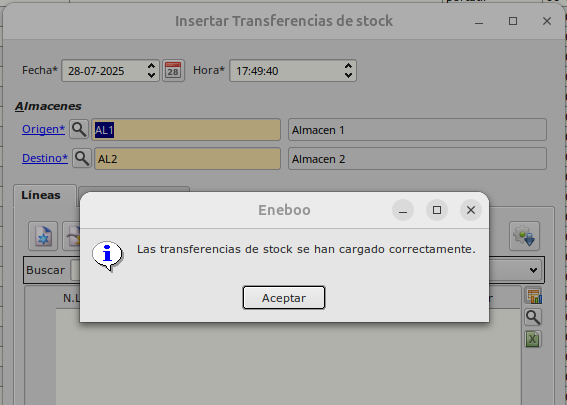 Insertar Transferencias de stock
Fecha* 28-07-2025 28 Hora* 17:49:40
Almacenes
Origen* AL1 Almacen 1
Destino* AL2 Almacen 2
Líneas
Eneboo
Las transferencias de stock se han cargado correctamente.
Aceptar
Buscar